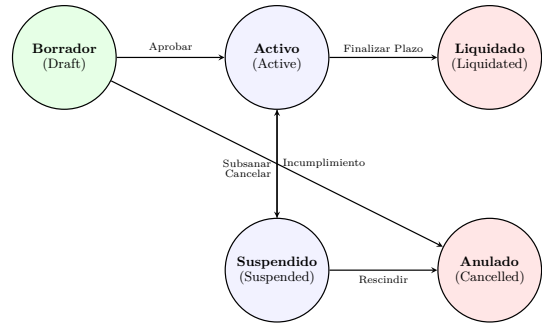 Borrador
(Draft)
Aprobar
Activo
(Active)
Finalizar Plazo
Liquidado
(Liquidated)
Subsanar
Cancelar
Incumplimiento
Suspendido
(Suspended)
Rescindir
Anulado
(Cancelled)